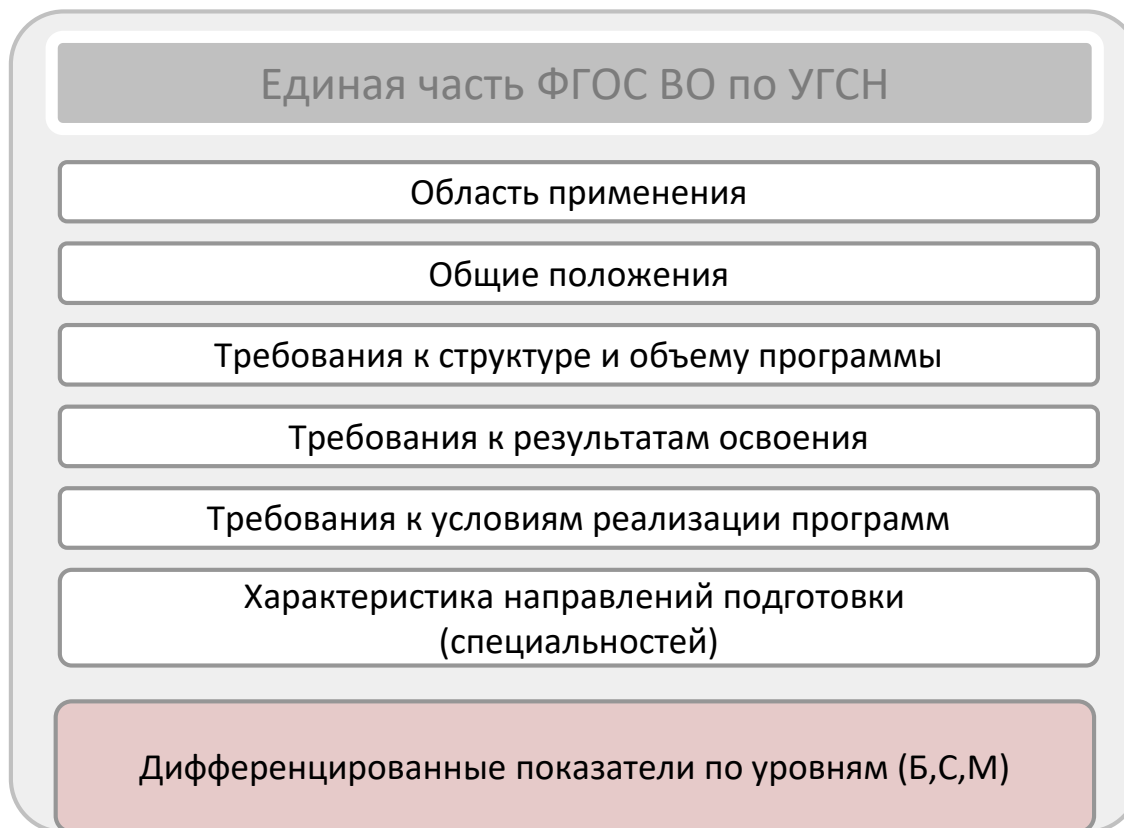 Единая часть ФГОС ВО по УГСН
Область применения
Общие положения
Требования к структуре и объему программы
Требования к результатам освоения
Требования к условиям реализации программ
Характеристика направлений подготовки
(специальностей)
Дифференцированные показатели по уровням (Б,С,М)